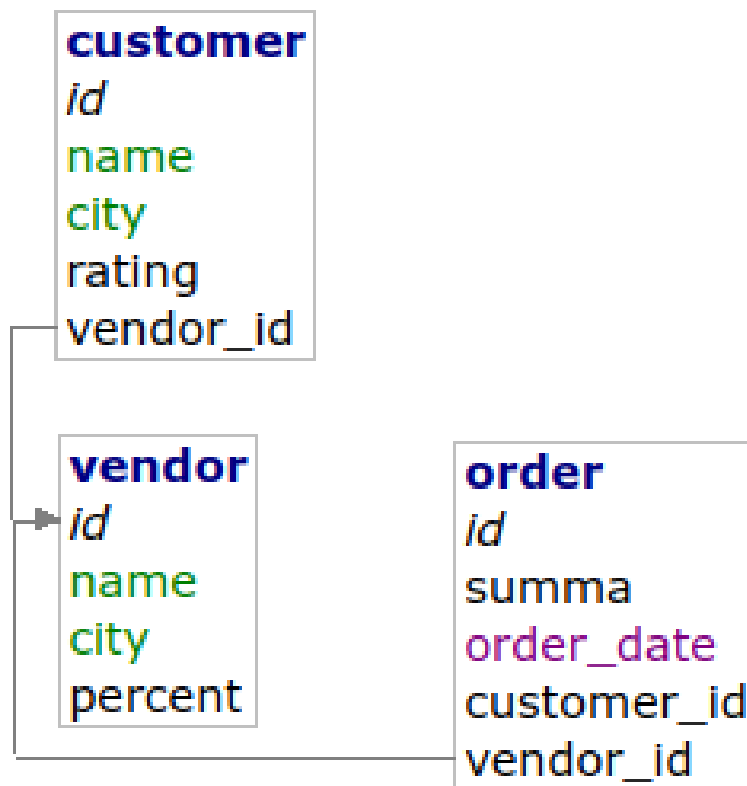 customer
id
name
city
rating
vendor_id
vendor
id
name
city
percent
order
id
summa
order_date
customer_id
vendor_id